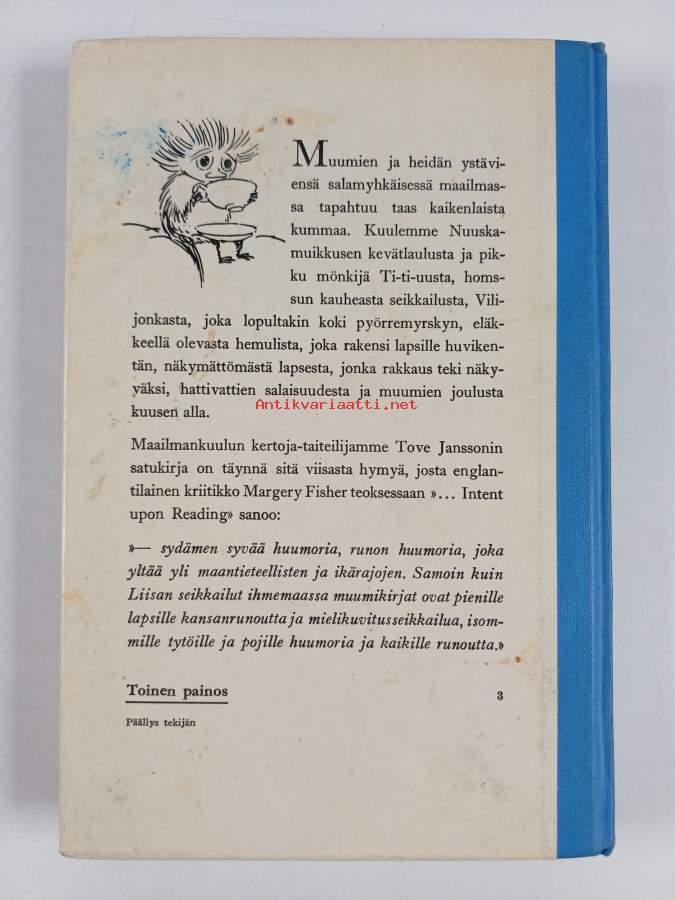 Muumien ja heidän ystävi-
ensä salamyhkäisessä maailmas-
sa tapahtuu taas kaikenlaista
kummaa. Kuulemme Nuuska-
muikkusen kevätlaulusta ja pik-
ku mönkijä Ti-ti-uusta, homs-
sun kauheasta seikkailusta, Vili-
jonkasta, joka lopultakin koki pyörremyrskyn, eläk-
keellä olevasta hemulista, joka rakensi lapsille huviken-
tän, näkymättömästä lapsesta, jonka rakkaus teki näky-
väksi, hattivattien salaisuudesta ja muumien joulusta
kuusen alla.
Antikvariaatti.net
Maailmankuulun kertoja-taiteilijamme Tove Janssonin
satukirja on täynnä sitä viisasta hymyä, josta englan-
tilainen kriitikko Margery Fisher teoksessaan »... Intent
upon Reading» sanoo:
»— sydämen syvää huumoria, runon huumoria, joka
yltää yli maantieteellisten ja ikärajojen. Samoin kuin
Liisan seikkailut ihmemaassa muumikirjat ovat pienille
lapsille kansanrunoutta ja mielikuvitusseikkailua, isom-
mille tytöille ja pojille huumoria ja kaikille runoutta.»
Toinen painos 3
Päällys tekijän